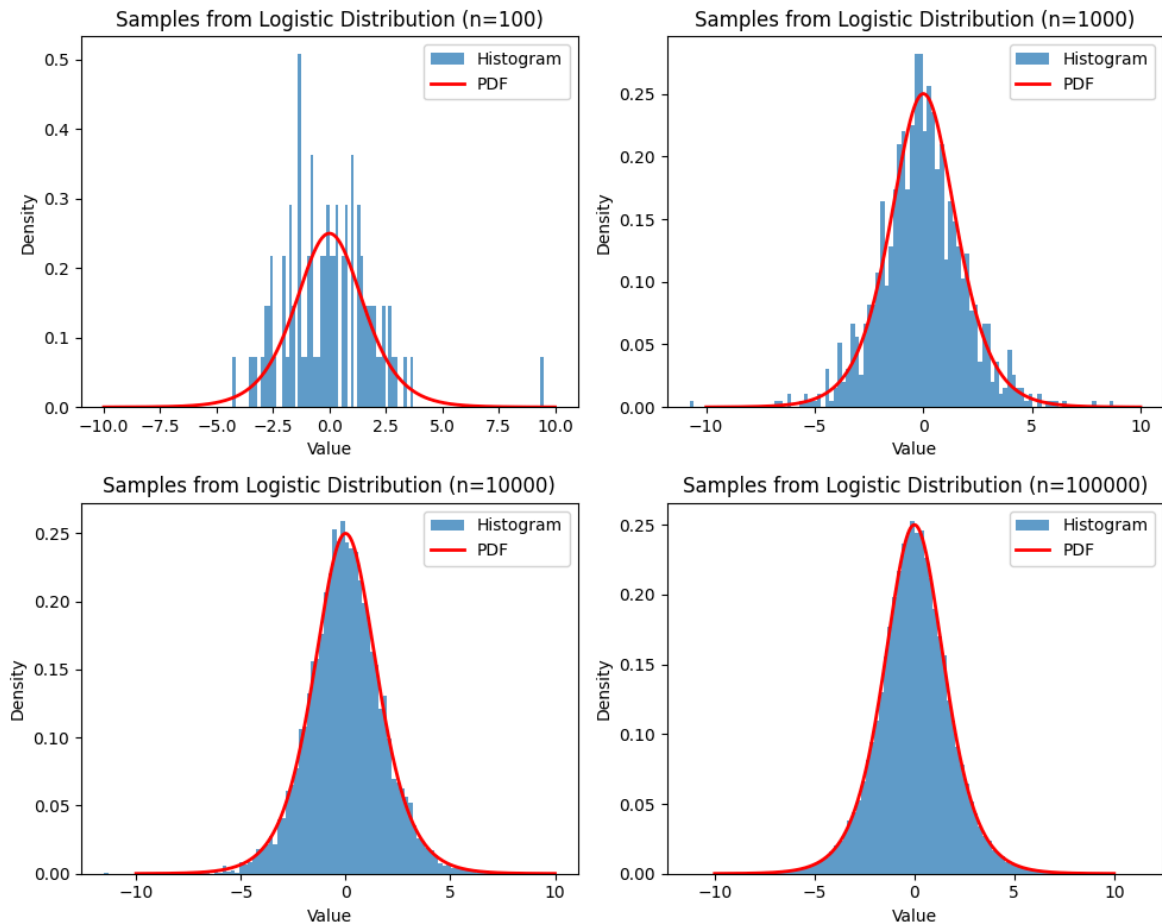 Samples from Logistic Distribution (n=100)
0.5
0.4
0.3
0.2
0.1
0.0
Density
Histogram
PDF
−10.0 −7.5 −5.0 −2.5 0.0 2.5 5.0 7.5 10.0
Value
Samples from Logistic Distribution (n=1000)
0.25
0.20
0.15
0.10
0.05
0.00
Density
Histogram
PDF
−10 −5 0 5 10
Value
Samples from Logistic Distribution (n=10000)
0.25
0.20
0.15
0.10
0.05
0.00
Density
Histogram
PDF
−10 −5 0 5 10
Value
Samples from Logistic Distribution (n=100000)
0.25
0.20
0.15
0.10
0.05
0.00
Density
Histogram
PDF
−10 −5 0 5 10
Value